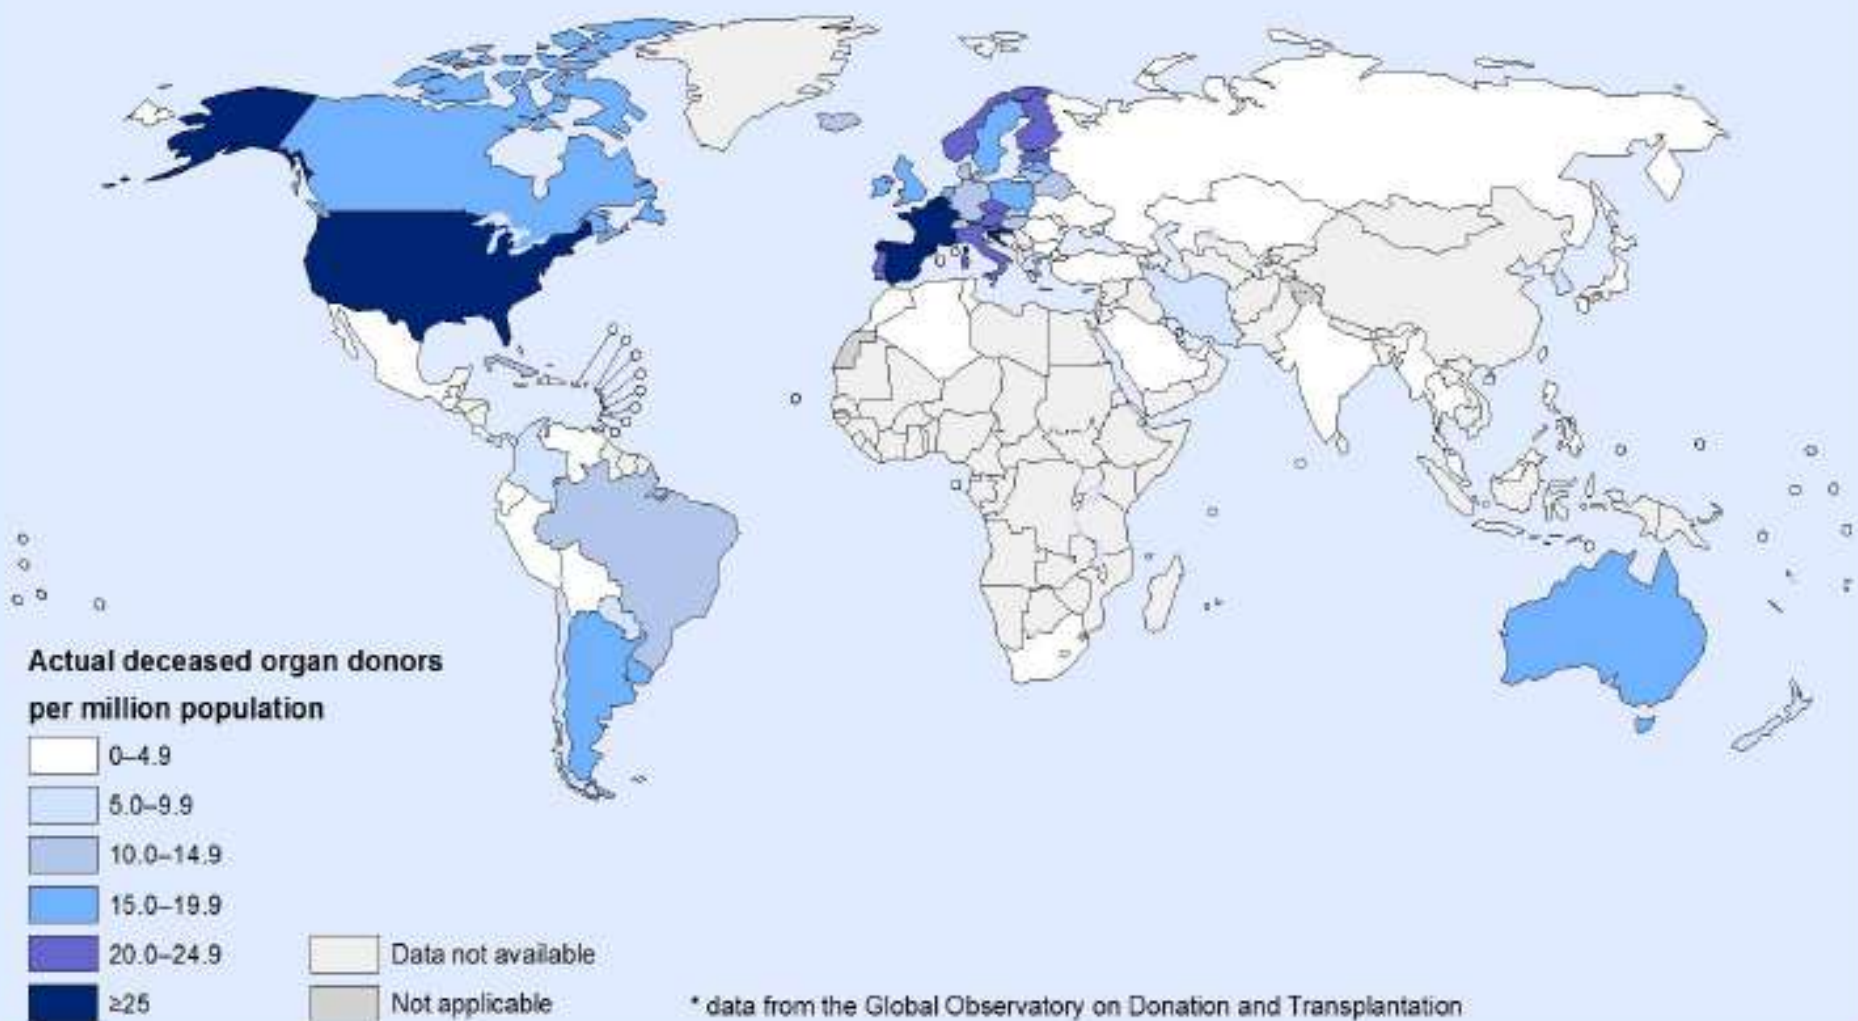 Actual deceased organ donors
per million population
0–4.9
5.0–9.9
10.0–14.9
15.0–19.9
20.0–24.9
≥25
Data not available
Not applicable
* data from the Global Observatory on Donation and Transplantation